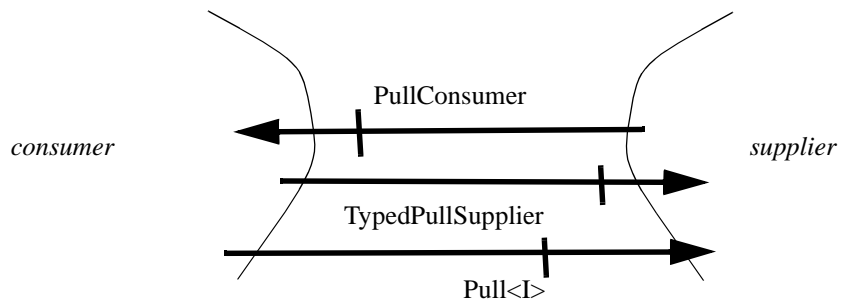 PullConsumer
consumer
supplier
TypedPullSupplier
Pull<I>